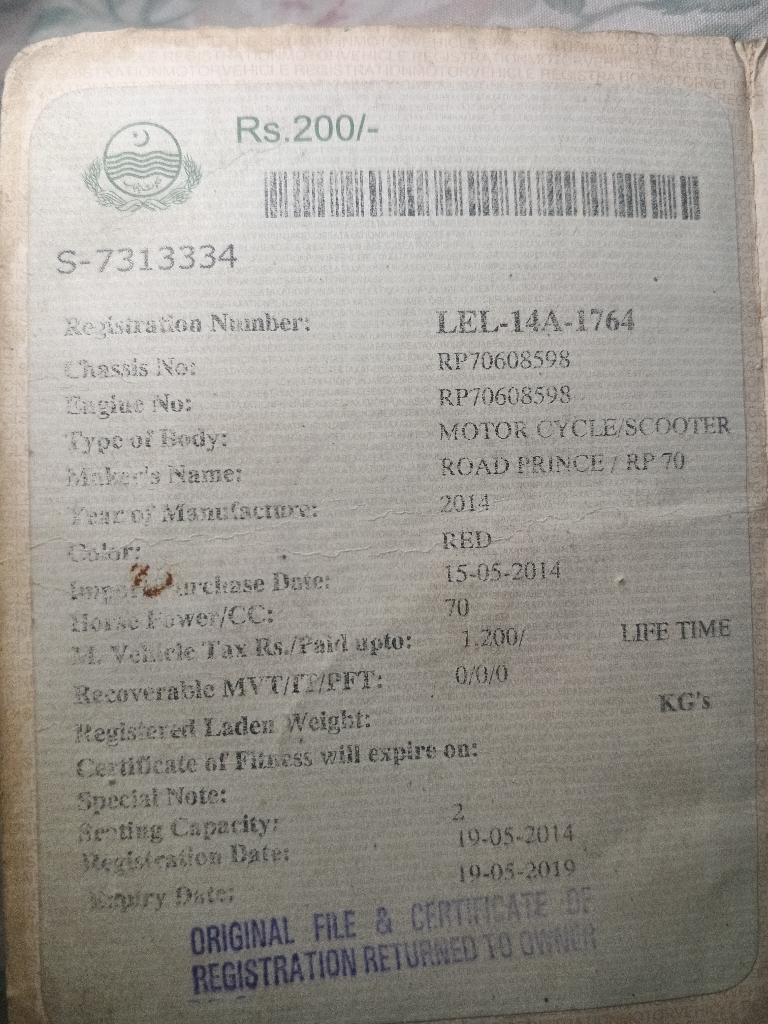 Rs.200/-
S-7313334
Registration Number: LEL-14A-1764
Chassis No: RP70608598
Engine No: RP70608598
Type of Body: MOTOR CYCLE/SCOOTER
Maker's Name: ROAD PRINCE / RP 70
Year of Manufacture: 2014
Color: RED
Purchase Date: 15-05-2014
Horse Power/CC: 70
M. Vehicle Tax Rs./Paid upto: 1,200/ LIFE TIME
Recoverable MVT/IT/PFT: 0/0/0
Registered Laden Weight: KG's
Certificate of Fitness will expire on:
Special Note:
Seating Capacity: 2
Registration Date: 19-05-2014
Expiry Date: 19-05-2019
ORIGINAL FILE & CERTIFICATE OF
REGISTRATION RETURNED TO OWNER